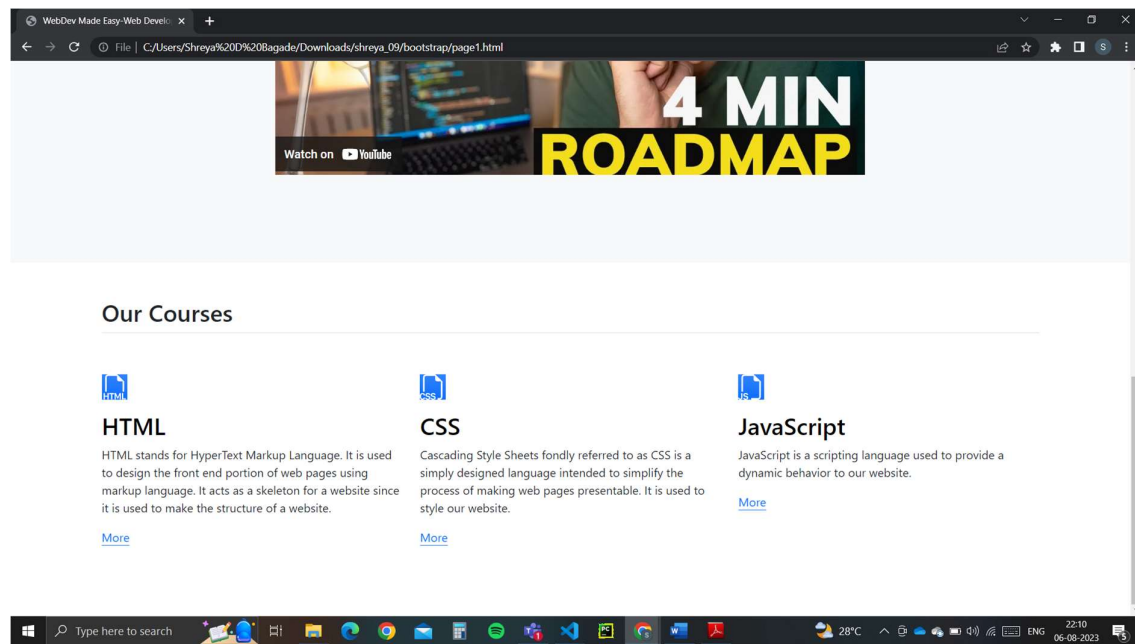 WebDev Made Easy-Web Develo
File | C:/Users/Shreya%20D%20Bagade/Downloads/shreya_09/bootstrap/page1.html
S
4 MIN
ROADMAP
Watch on YouTube
Our Courses
HTML
HTML
HTML stands for HyperText Markup Language. It is used
to design the front end portion of web pages using
markup language. It acts as a skeleton for a website since
it is used to make the structure of a website.
More
CSS
CSS
Cascading Style Sheets fondly referred to as CSS is a
simply designed language intended to simplify the
process of making web pages presentable. It is used to
style our website.
More
JS
JavaScript
JavaScript is a scripting language used to provide a
dynamic behavior to our website.
More
Type here to search
28°C
ENG
22:10
06-08-2023
5